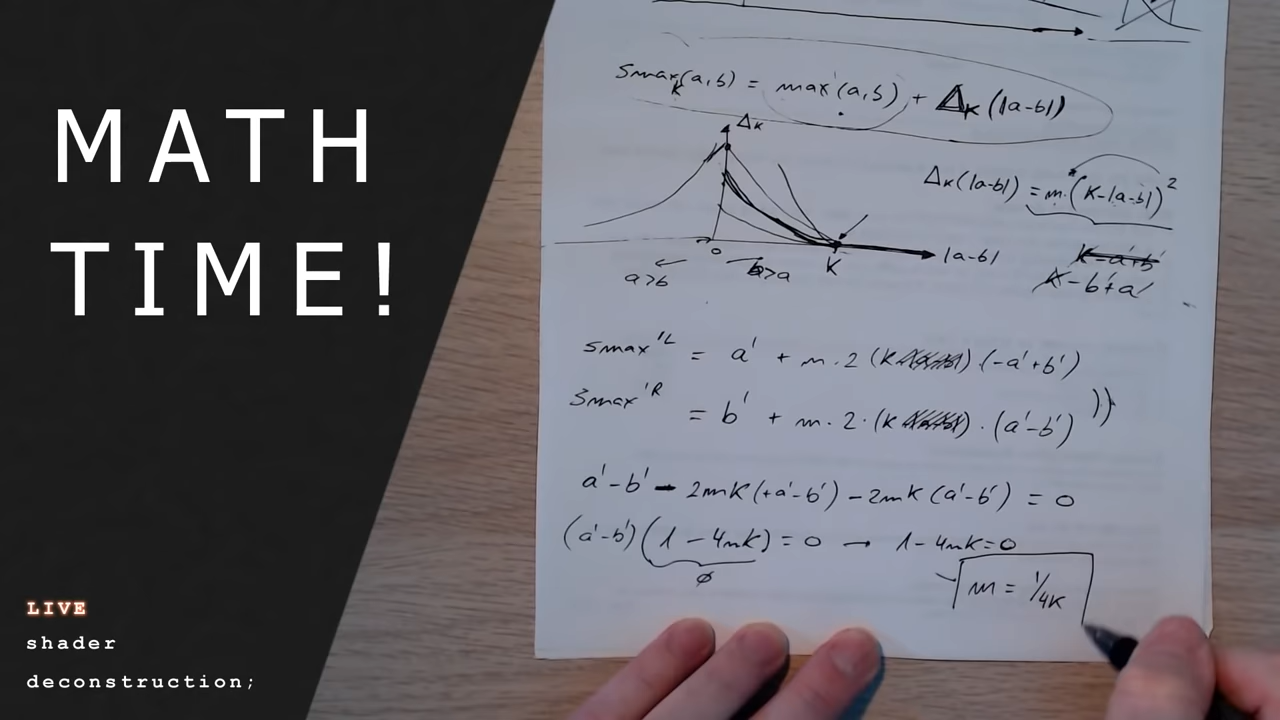 MATH
TIME!
LIVE
shader
deconstruction;
smax_K(a,b) = max(a,b) + Δ_K(|a-b|)
Δ_K
Δ_K(|a-b|) = m·(K-|a-b|)²
0
K
|a-b|
a>b
b>a
K-a'+b'
K-b'+a'
smax'ᴸ = a' + m·2(K)·(-a'+b')
smax'ᴿ = b' + m·2·(K)·(a'-b')
a'-b' - 2mK(+a'-b') - 2mK(a'-b') = 0
(a'-b')(1-4mK) = 0 → 1-4mK=0
ø
m = 1/4K